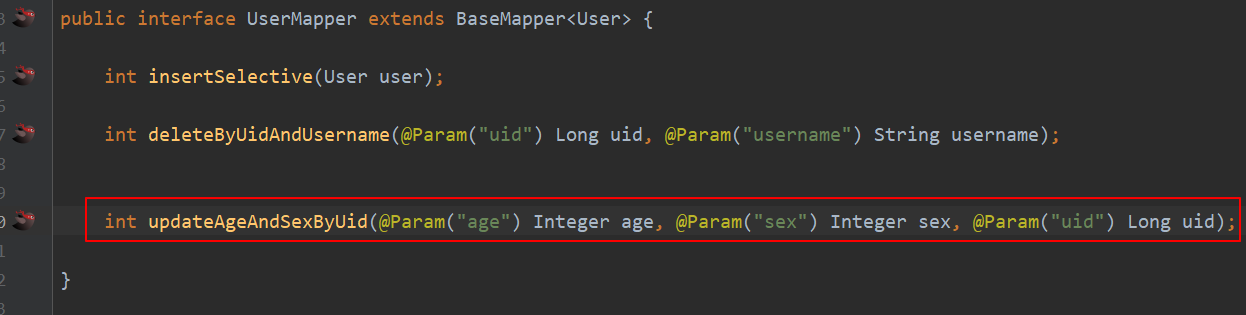 3 public interface UserMapper extends BaseMapper<User> {
4
5 int insertSelective(User user);
6
7 int deleteByUidAndUsername(@Param("uid") Long uid, @Param("username") String username);
8
9
0 int updateAgeAndSexByUid(@Param("age") Integer age, @Param("sex") Integer sex, @Param("uid") Long uid);
1
2 }
3